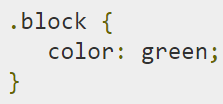 .block {
   color: green;
}